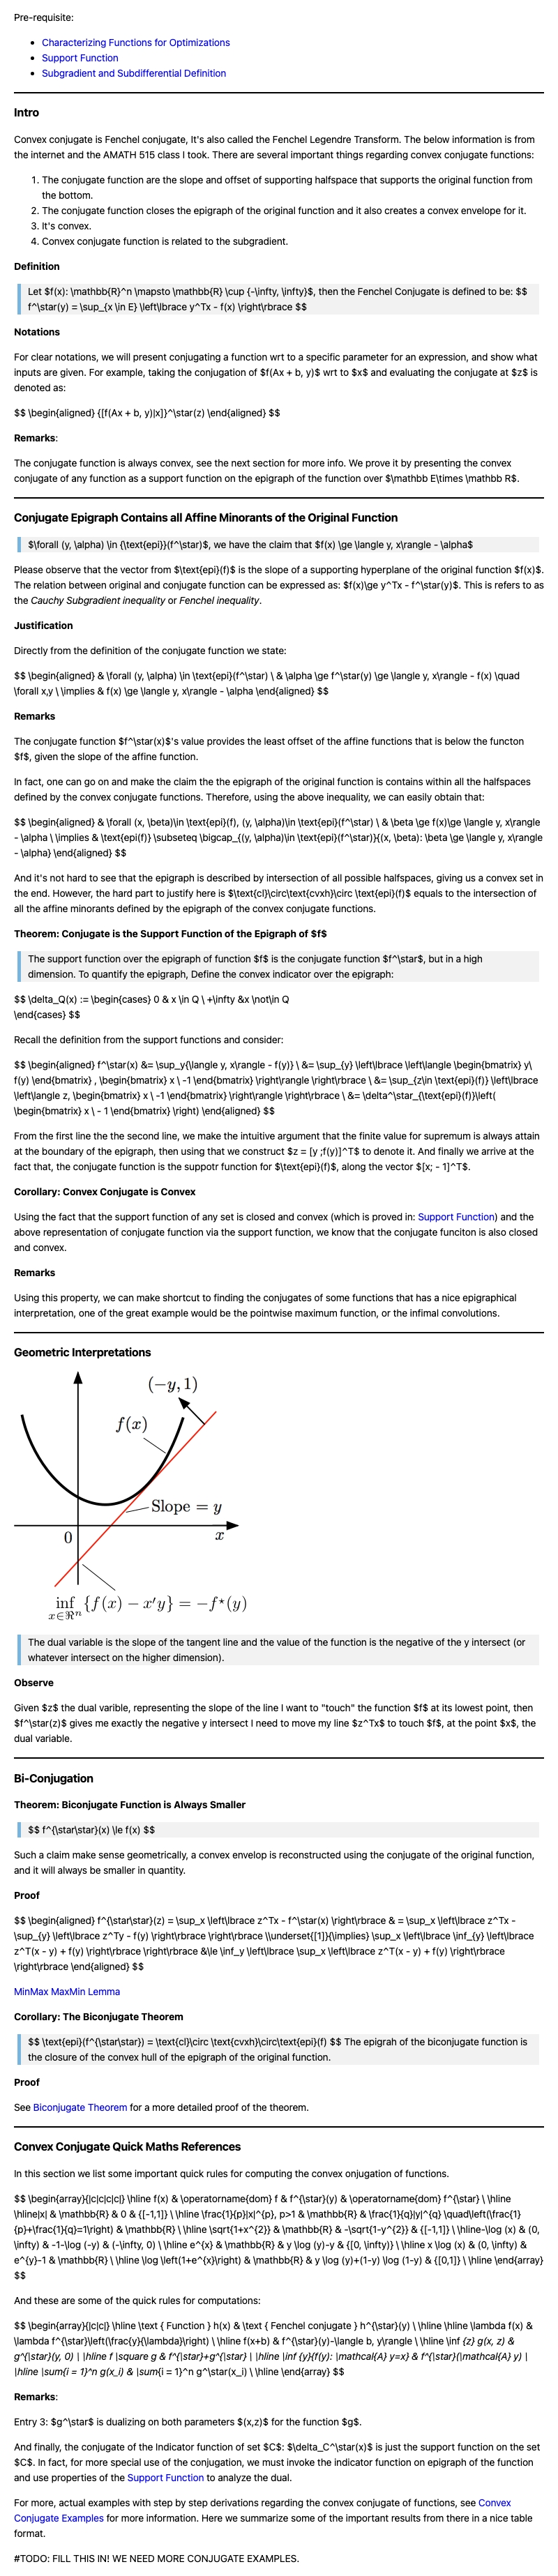 Pre-requisite:
Characterizing Functions for Optimizations
Support Function
Subgradient and Subdifferential Definition
Intro
Convex conjugate is Fenchel conjugate, It's also called the Fenchel Legendre Transform. The below information is from
the internet and the AMATH 515 class I took. There are several important things regarding convex conjugate functions:
1. The conjugate function are the slope and offset of supporting halfspace that supports the original function from
the bottom.
2. The conjugate function closes the epigraph of the original function and it also creates a convex envelope for it.
3. It's convex.
4. Convex conjugate function is related to the subgradient.
Definition
Let $f(x): \mathbb{R}^n \mapsto \mathbb{R} \cup {-\infty, \infty}$, then the Fenchel Conjugate is defined to be: $$
f^\star(y) = \sup_{x \in E} \left\lbrace y^Tx - f(x) \right\rbrace $$
Notations
For clear notations, we will present conjugating a function wrt to a specific parameter for an expression, and show what
inputs are given. For example, taking the conjugation of $f(Ax + b, y)$ wrt to $x$ and evaluating the conjugate at $z$ is
denoted as:
$$ \begin{aligned} {[f(Ax + b, y)|x]}^\star(z) \end{aligned} $$
Remarks:
The conjugate function is always convex, see the next section for more info. We prove it by presenting the convex
conjugate of any function as a support function on the epigraph of the function over $\mathbb E\times \mathbb R$.
Conjugate Epigraph Contains all Affine Minorants of the Original Function
$\forall (y, \alpha) \in {\text{epi}}(f^\star)$, we have the claim that $f(x) \ge \langle y, x\rangle - \alpha$
Please observe that the vector from $\text{epi}(f)$ is the slope of a supporting hyperplane of the original function $f(x)$.
The relation between original and conjugate function can be expressed as: $f(x)\ge y^Tx - f^\star(y)$. This is refers to as
the Cauchy Subgradient inequality or Fenchel inequality.
Justification
Directly from the definition of the conjugate function we state:
$$ \begin{aligned} & \forall (y, \alpha) \in \text{epi}(f^\star) \ & \alpha \ge f^\star(y) \ge \langle y, x\rangle - f(x) \quad
\forall x,y \ \implies & f(x) \ge \langle y, x\rangle - \alpha \end{aligned} $$
Remarks
The conjugate function $f^\star(x)$'s value provides the least offset of the affine functions that is below the functon
$f$, given the slope of the affine function.
In fact, one can go on and make the claim the the epigraph of the original function is contains within all the halfspaces
defined by the convex conjugate functions. Therefore, using the above inequality, we can easily obtain that:
$$ \begin{aligned} & \forall (x, \beta)\in \text{epi}(f), (y, \alpha)\in \text{epi}(f^\star) \ & \beta \ge f(x)\ge \langle y, x\rangle
- \alpha \ \implies & \text{epi(f)} \subseteq \bigcap_{(y, \alpha)\in \text{epi}(f^\star)}{(x, \beta): \beta \ge \langle y, x\rangle
- \alpha} \end{aligned} $$
And it's not hard to see that the epigraph is described by intersection of all possible halfspaces, giving us a convex set in
the end. However, the hard part to justify here is $\text{cl}\circ\text{cvxh}\circ \text{epi}(f)$ equals to the intersection of
all the affine minorants defined by the epigraph of the convex conjugate functions.
Theorem: Conjugate is the Support Function of the Epigraph of $f$
The support function over the epigraph of function $f$ is the conjugate function $f^\star$, but in a high
dimension. To quantify the epigraph, Define the convex indicator over the epigraph:
$$ \delta_Q(x) := \begin{cases} 0 & x \in Q \ +\infty &x \not\in Q
\end{cases} $$
Recall the definition from the support functions and consider:
$$ \begin{aligned} f^\star(x) &= \sup_y{\langle y, x\rangle - f(y)} \ &= \sup_{y} \left\lbrace \left\langle \begin{bmatrix} y\
f(y) \end{bmatrix} , \begin{bmatrix} x \ -1 \end{bmatrix} \right\rangle \right\rbrace \ &= \sup_{z\in \text{epi}(f)} \left\lbrace
\left\langle z, \begin{bmatrix} x \ -1 \end{bmatrix} \right\rangle \right\rbrace \ &= \delta^\star_{\text{epi}(f)}\left(
\begin{bmatrix} x \ - 1 \end{bmatrix} \right) \end{aligned} $$
From the first line the the second line, we make the intuitive argument that the finite value for supremum is always attain
at the boundary of the epigraph, then using that we construct $z = [y ;f(y)]^T$ to denote it. And finally we arrive at the
fact that, the conjugate function is the suppotr function for $\text{epi}(f)$, along the vector $[x; - 1]^T$.
Corollary: Convex Conjugate is Convex
Using the fact that the support function of any set is closed and convex (which is proved in: Support Function) and the
above representation of conjugate function via the support function, we know that the conjugate funciton is also closed
and convex.
Remarks
Using this property, we can make shortcut to finding the conjugates of some functions that has a nice epigraphical
interpretation, one of the great example would be the pointwise maximum function, or the infimal convolutions.
Geometric Interpretations
(−y, 1)
f(x)
Slope = y
0
x
inf {f(x) − x′y} = −f⋆(y)
x∈ℜn
The dual variable is the slope of the tangent line and the value of the function is the negative of the y intersect (or
whatever intersect on the higher dimension).
Observe
Given $z$ the dual varible, representing the slope of the line I want to "touch" the function $f$ at its lowest point, then
$f^\star(z)$ gives me exactly the negative y intersect I need to move my line $z^Tx$ to touch $f$, at the point $x$, the
dual variable.
Bi-Conjugation
Theorem: Biconjugate Function is Always Smaller
$$ f^{\star\star}(x) \le f(x) $$
Such a claim make sense geometrically, a convex envelop is reconstructed using the conjugate of the original function,
and it will always be smaller in quantity.
Proof
$$ \begin{aligned} f^{\star\star}(z) = \sup_x \left\lbrace z^Tx - f^\star(x) \right\rbrace & = \sup_x \left\lbrace z^Tx -
\sup_{y} \left\lbrace z^Ty - f(y) \right\rbrace \right\rbrace \\underset{[1]}{\implies} \sup_x \left\lbrace \inf_{y} \left\lbrace
z^T(x - y) + f(y) \right\rbrace \right\rbrace &\le \inf_y \left\lbrace \sup_x \left\lbrace z^T(x - y) + f(y) \right\rbrace
\right\rbrace \end{aligned} $$
MinMax MaxMin Lemma
Corollary: The Biconjugate Theorem
$$ \text{epi}(f^{\star\star}) = \text{cl}\circ \text{cvxh}\circ\text{epi}(f) $$ The epigrah of the biconjugate function is
the closure of the convex hull of the epigraph of the original function.
Proof
See Biconjugate Theorem for a more detailed proof of the theorem.
Convex Conjugate Quick Maths References
In this section we list some important quick rules for computing the convex onjugation of functions.
$$ \begin{array}{|c|c|c|c|} \hline f(x) & \operatorname{dom} f & f^{\star}(y) & \operatorname{dom} f^{\star} \ \hline
\hline|x| & \mathbb{R} & 0 & {[-1,1]} \ \hline \frac{1}{p}|x|^{p}, p>1 & \mathbb{R} & \frac{1}{q}|y|^{q} \quad\left(\frac{1}
{p}+\frac{1}{q}=1\right) & \mathbb{R} \ \hline \sqrt{1+x^{2}} & \mathbb{R} & -\sqrt{1-y^{2}} & {[-1,1]} \ \hline-\log (x) & (0,
\infty) & -1-\log (-y) & (-\infty, 0) \ \hline e^{x} & \mathbb{R} & y \log (y)-y & {[0, \infty)} \ \hline x \log (x) & (0, \infty) &
e^{y}-1 & \mathbb{R} \ \hline \log \left(1+e^{x}\right) & \mathbb{R} & y \log (y)+(1-y) \log (1-y) & {[0,1]} \ \hline \end{array}
$$
And these are some of the quick rules for computations:
$$ \begin{array}{|c|c|} \hline \text { Function } h(x) & \text { Fenchel conjugate } h^{\star}(y) \ \hline \hline \lambda f(x) &
\lambda f^{\star}\left(\frac{y}{\lambda}\right) \ \hline f(x+b) & f^{\star}(y)-\langle b, y\rangle \ \hline \inf {z} g(x, z) &
g^{\star}(y, 0) | |hline f |square g & f^{\star}+g^{\star} | |hline |inf {y}{f(y): |mathcal{A} y=x} & f^{\star}(|mathcal{A} y) |
|hline |sum{i = 1}^n g(x_i) & |sum{i = 1}^n g^\star(x_i) \ \hline \end{array} $$
Remarks:
Entry 3: $g^\star$ is dualizing on both parameters $(x,z)$ for the function $g$.
And finally, the conjugate of the Indicator function of set $C$: $\delta_C^\star(x)$ is just the support function on the set
$C$. In fact, for more special use of the conjugation, we must invoke the indicator function on epigraph of the function
and use properties of the Support Function to analyze the dual.
For more, actual examples with step by step derivations regarding the convex conjugate of functions, see Convex
Conjugate Examples for more information. Here we summarize some of the important results from there in a nice table
format.
#TODO: FILL THIS IN! WE NEED MORE CONJUGATE EXAMPLES.